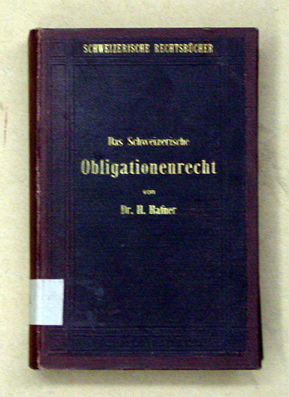 SCHWEIZERISCHE RECHTSBÜCHER
Das Schweizerische
Obligationenrecht
von
Dr. H. Hafner